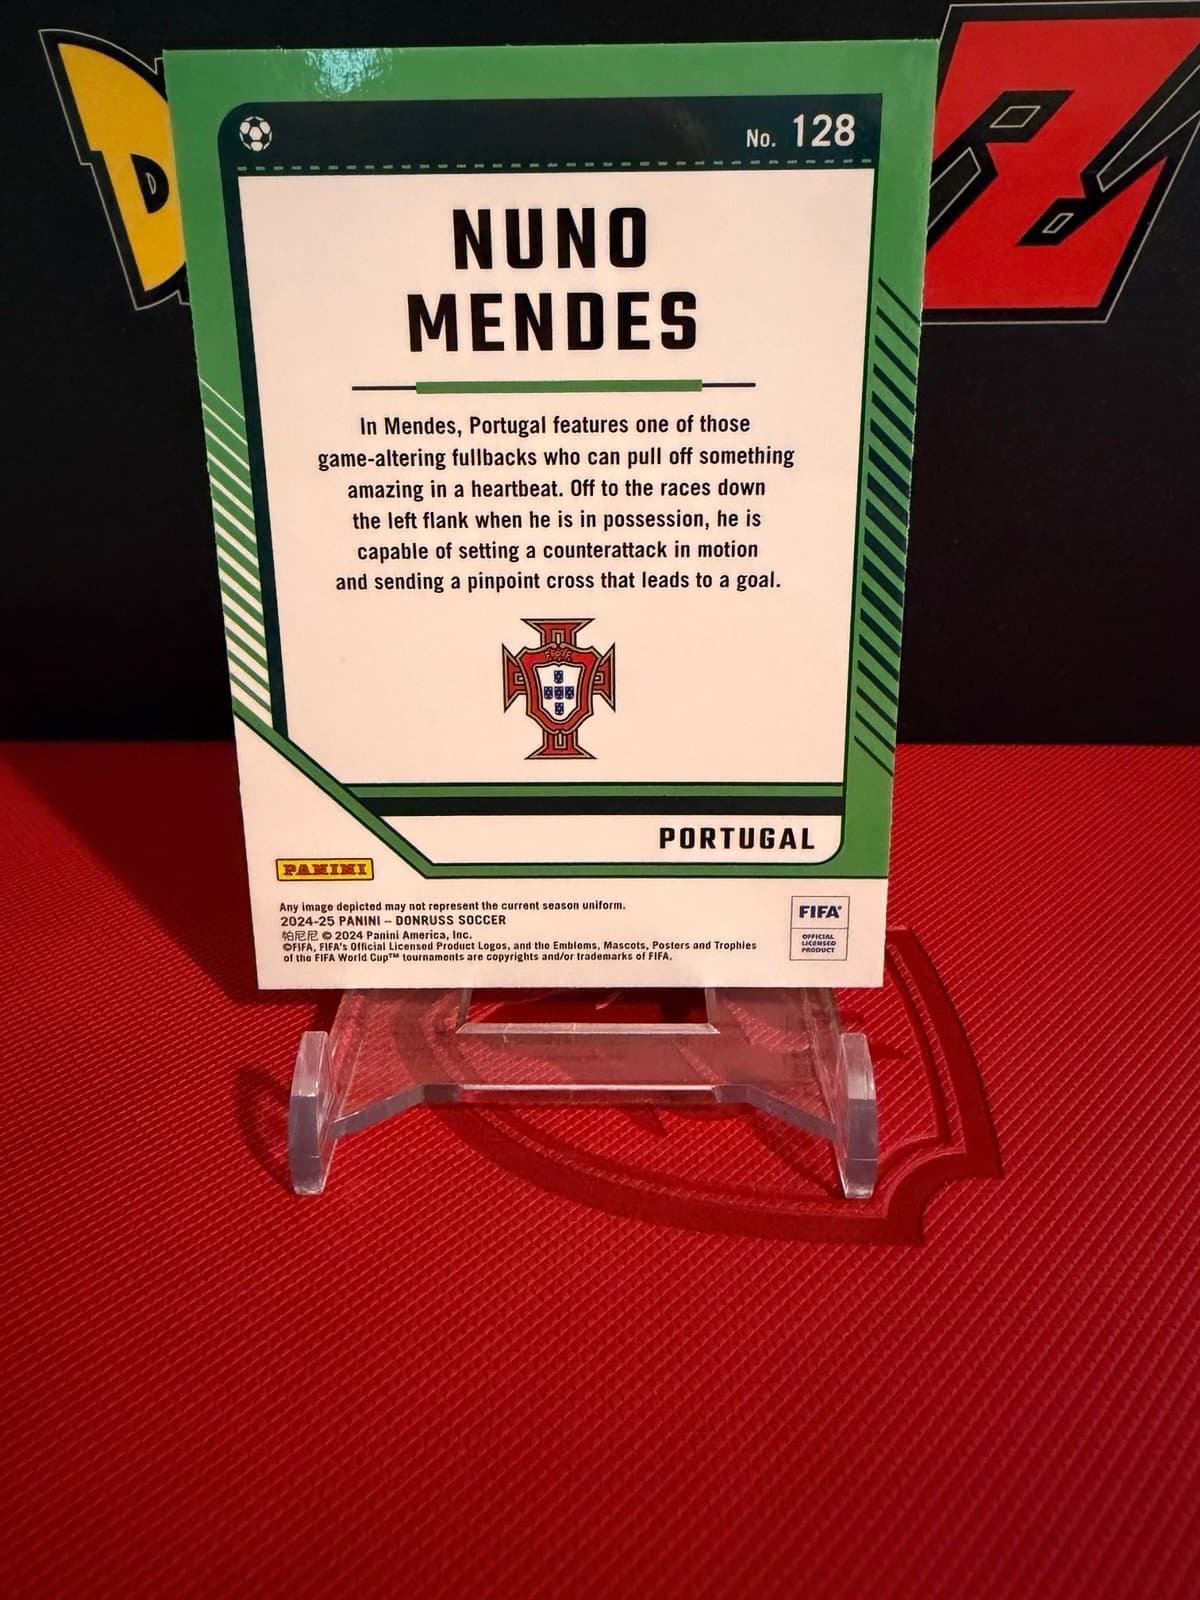 No. 128
NUNO
MENDES
In Mendes, Portugal features one of those
game-altering fullbacks who can pull off something
amazing in a heartbeat. Off to the races down
the left flank when he is in possession, he is
capable of setting a counterattack in motion
and sending a pinpoint cross that leads to a goal.
F.P.F.
PORTUGAL
PANINI
Any image depicted may not represent the current season uniform.
2024-25 PANINI – DONRUSS SOCCER
帕尼尼 © 2024 Panini America, Inc.
©FIFA, FIFA's Official Licensed Product Logos, and the Emblems, Mascots, Posters and Trophies
of the FIFA World Cup™ tournaments are copyrights and/or trademarks of FIFA.
FIFA®
OFFICIAL
LICENSED
PRODUCT